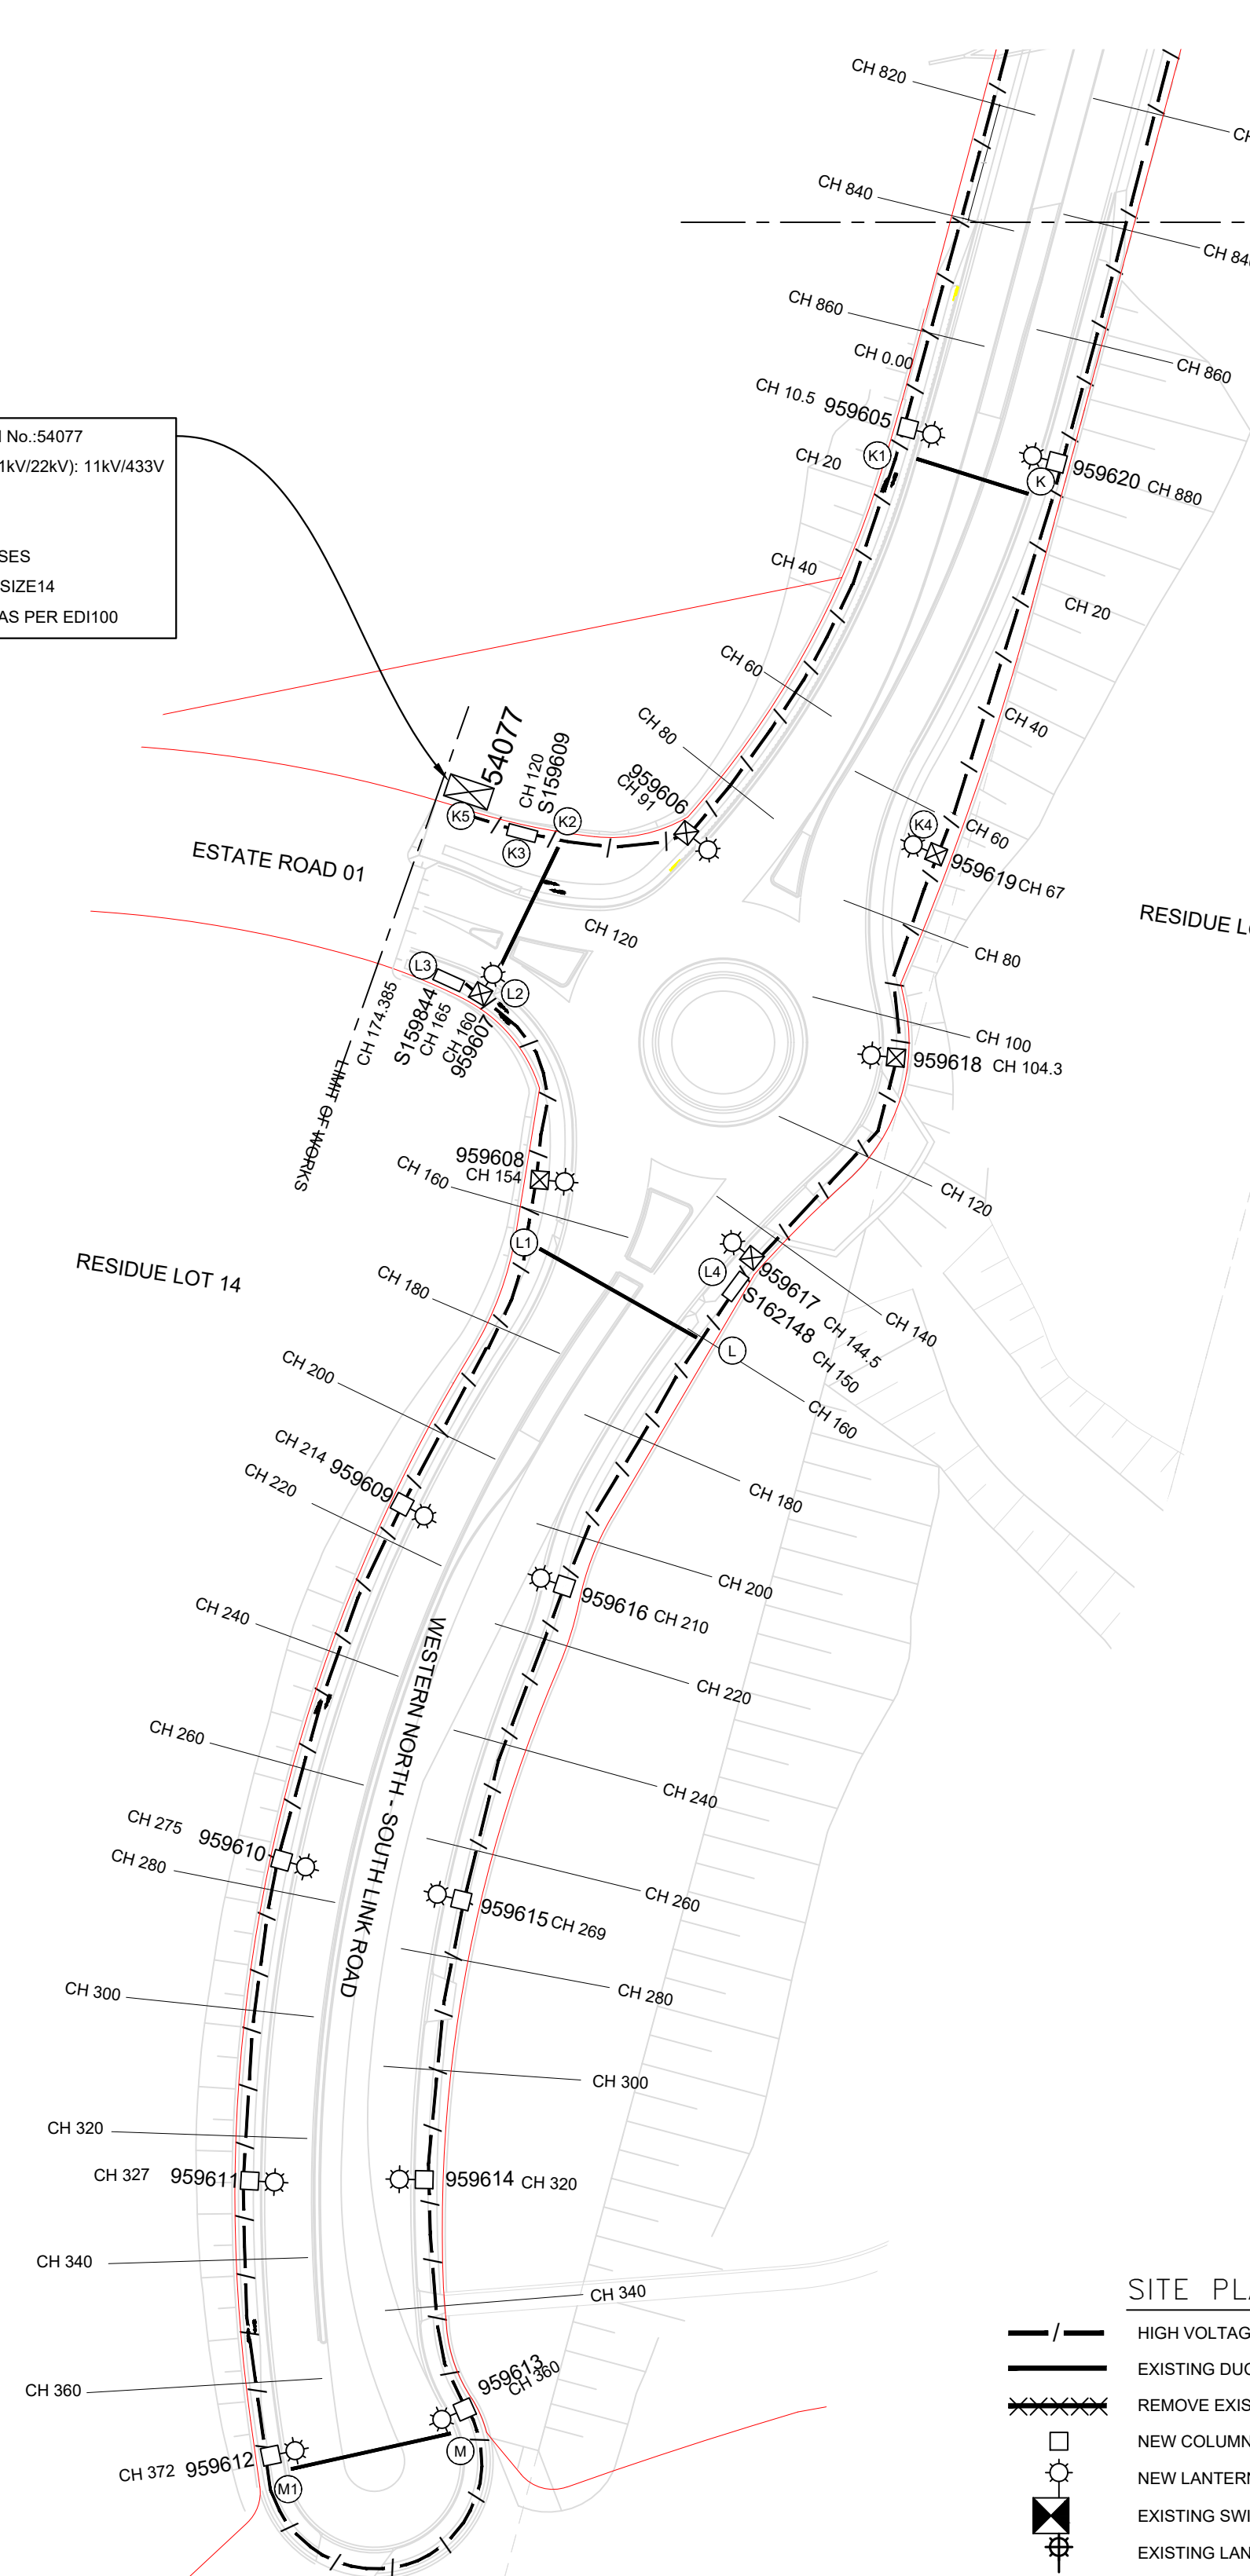 CH 820
CH 840
CH 840
CH 860
CH 860
CH 0.00
CH 10.5 959605
K1
CH 20
959620 CH 880
K
No.:54077
1kV/22kV): 11kV/433V
SES
SIZE14
AS PER EDI100
CH 40
CH 20
CH 60
CH 40
CH 80
54077
CH 120
S159609
959606
CH 91
K5
K2
K3
K4
CH 60
959619 CH 67
ESTATE ROAD 01
RESIDUE
CH 120
CH 80
L3
L2
CH 174.385
S159844
CH 165
CH 160
959607
CH 100
959618 CH 104.3
LIMIT OF WORKS
959608
CH 154
CH 160
CH 120
L1
L4
959617 CH 144.5
S162148 CH 150
CH 140
L
RESIDUE LOT 14
CH 180
CH 160
CH 200
CH 180
CH 214 959609
CH 220
CH 200
959616 CH 210
CH 240
WESTERN NORTH - SOUTH LINK ROAD
CH 220
CH 260
CH 240
CH 275 959610
CH 280
CH 260
959615 CH 269
CH 300
CH 280
CH 300
CH 320
CH 327 959611
959614 CH 320
CH 340
CH 340
CH 360
959613
CH 360
M
CH 372 959612
M1
SITE
HIGH
EXISTING
REMOVE
NEW
NEW
EXISTING
EXISTING